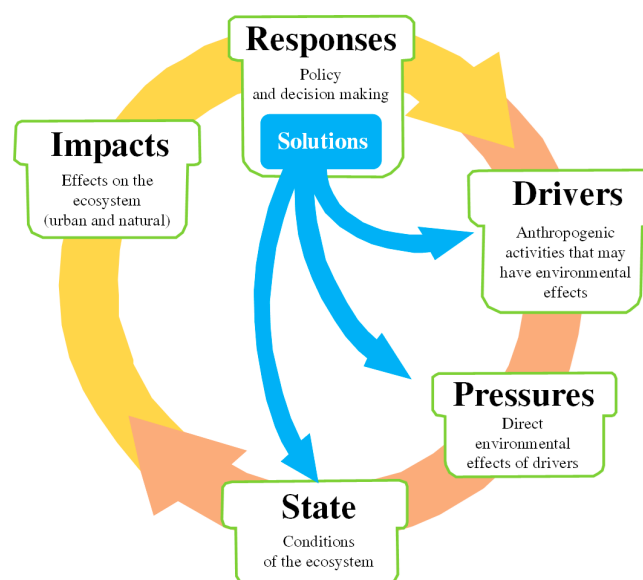 Responses
Policy
and decision making
Solutions
Impacts
Effects on the
ecosystem
(urban and natural)
Drivers
Anthropogenic
activities that may
have environmental
effects
Pressures
Direct
environmental
effects of drivers
State
Conditions
of the ecosystem